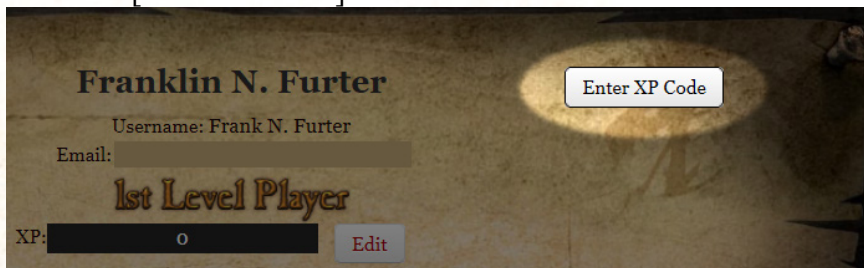 Franklin N. Furter
Enter XP Code
Username: Frank N. Furter
Email:
1st Level Player
XP: 0
Edit